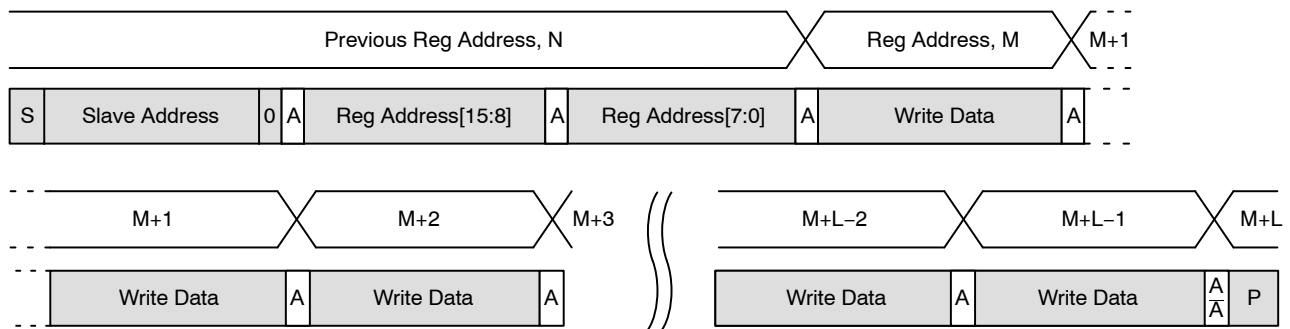 Previous Reg Address, N Reg Address, M M+1
S Slave Address 0 A Reg Address[15:8] A Reg Address[7:0] A Write Data A
M+1 M+2 M+3 M+L−2 M+L−1 M+L
Write Data A Write Data A Write Data A Write Data A/A̅ P